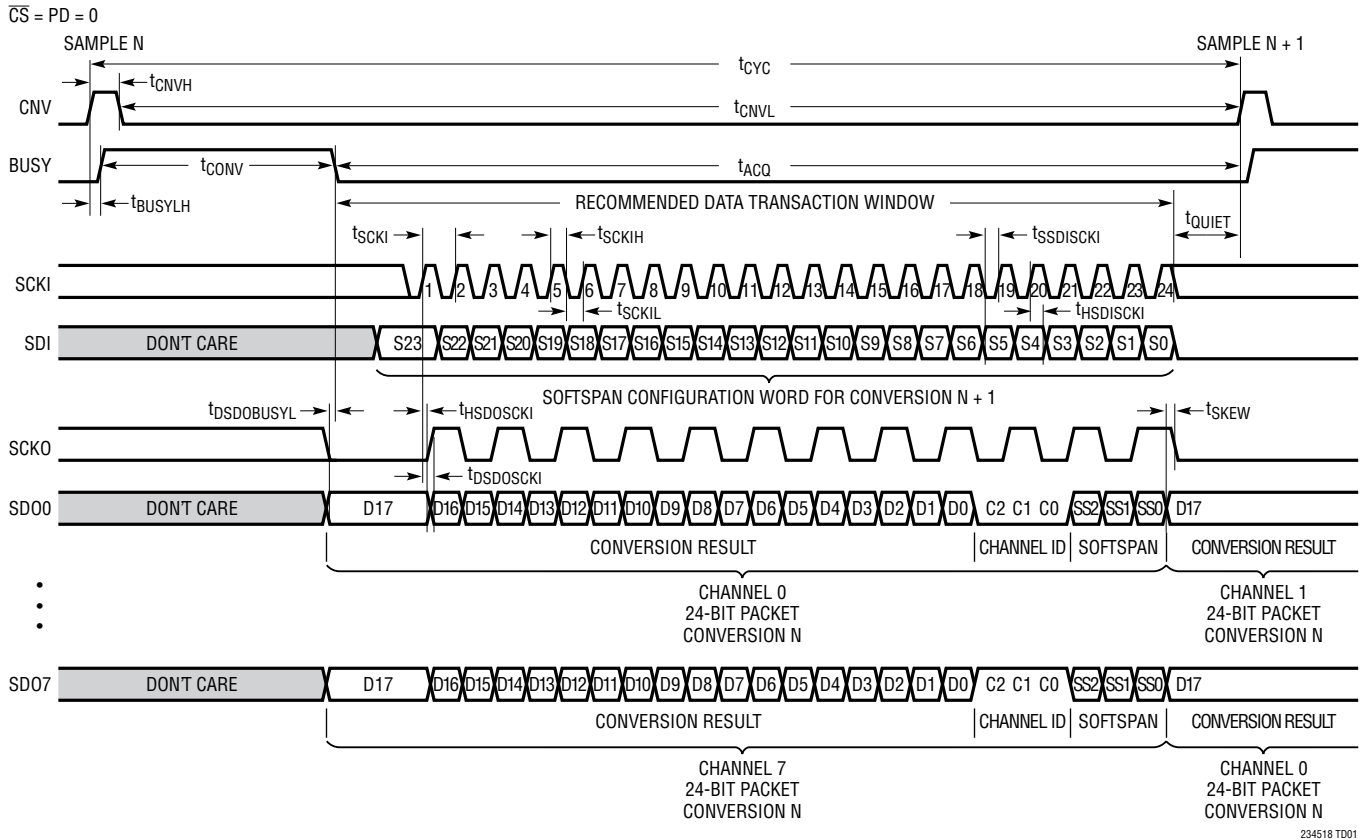 CS = PD = 0
SAMPLE N
SAMPLE N + 1
tCYC
tCNVH
CNV
tCNVL
BUSY
tCONV
tACQ
tBUSYLH
RECOMMENDED DATA TRANSACTION WINDOW
tSCKI
tSCKIH
tSSDISCKI
tQUIET
SCKI
1 2 3 4 5 6 7 8 9 10 11 12 13 14 15 16 17 18 19 20 21 22 23 24
tSCKIL
tHSDISCKI
SDI
DON'T CARE
S23 S22 S21 S20 S19 S18 S17 S16 S15 S14 S13 S12 S11 S10 S9 S8 S7 S6 S5 S4 S3 S2 S1 S0
SOFTSPAN CONFIGURATION WORD FOR CONVERSION N + 1
tDSDOBUSYL
tHSDOSCKI
tSKEW
SCKO
tDSDOSCKI
SDO0
DON'T CARE
D17 D16 D15 D14 D13 D12 D11 D10 D9 D8 D7 D6 D5 D4 D3 D2 D1 D0 C2 C1 C0 SS2 SS1 SS0 D17
CONVERSION RESULT
CHANNEL ID
SOFTSPAN
CONVERSION RESULT
CHANNEL 0
24-BIT PACKET
CONVERSION N
CHANNEL 1
24-BIT PACKET
CONVERSION N
SDO7
DON'T CARE
D17 D16 D15 D14 D13 D12 D11 D10 D9 D8 D7 D6 D5 D4 D3 D2 D1 D0 C2 C1 C0 SS2 SS1 SS0 D17
CONVERSION RESULT
CHANNEL ID
SOFTSPAN
CONVERSION RESULT
CHANNEL 7
24-BIT PACKET
CONVERSION N
CHANNEL 0
24-BIT PACKET
CONVERSION N
234518 TD01